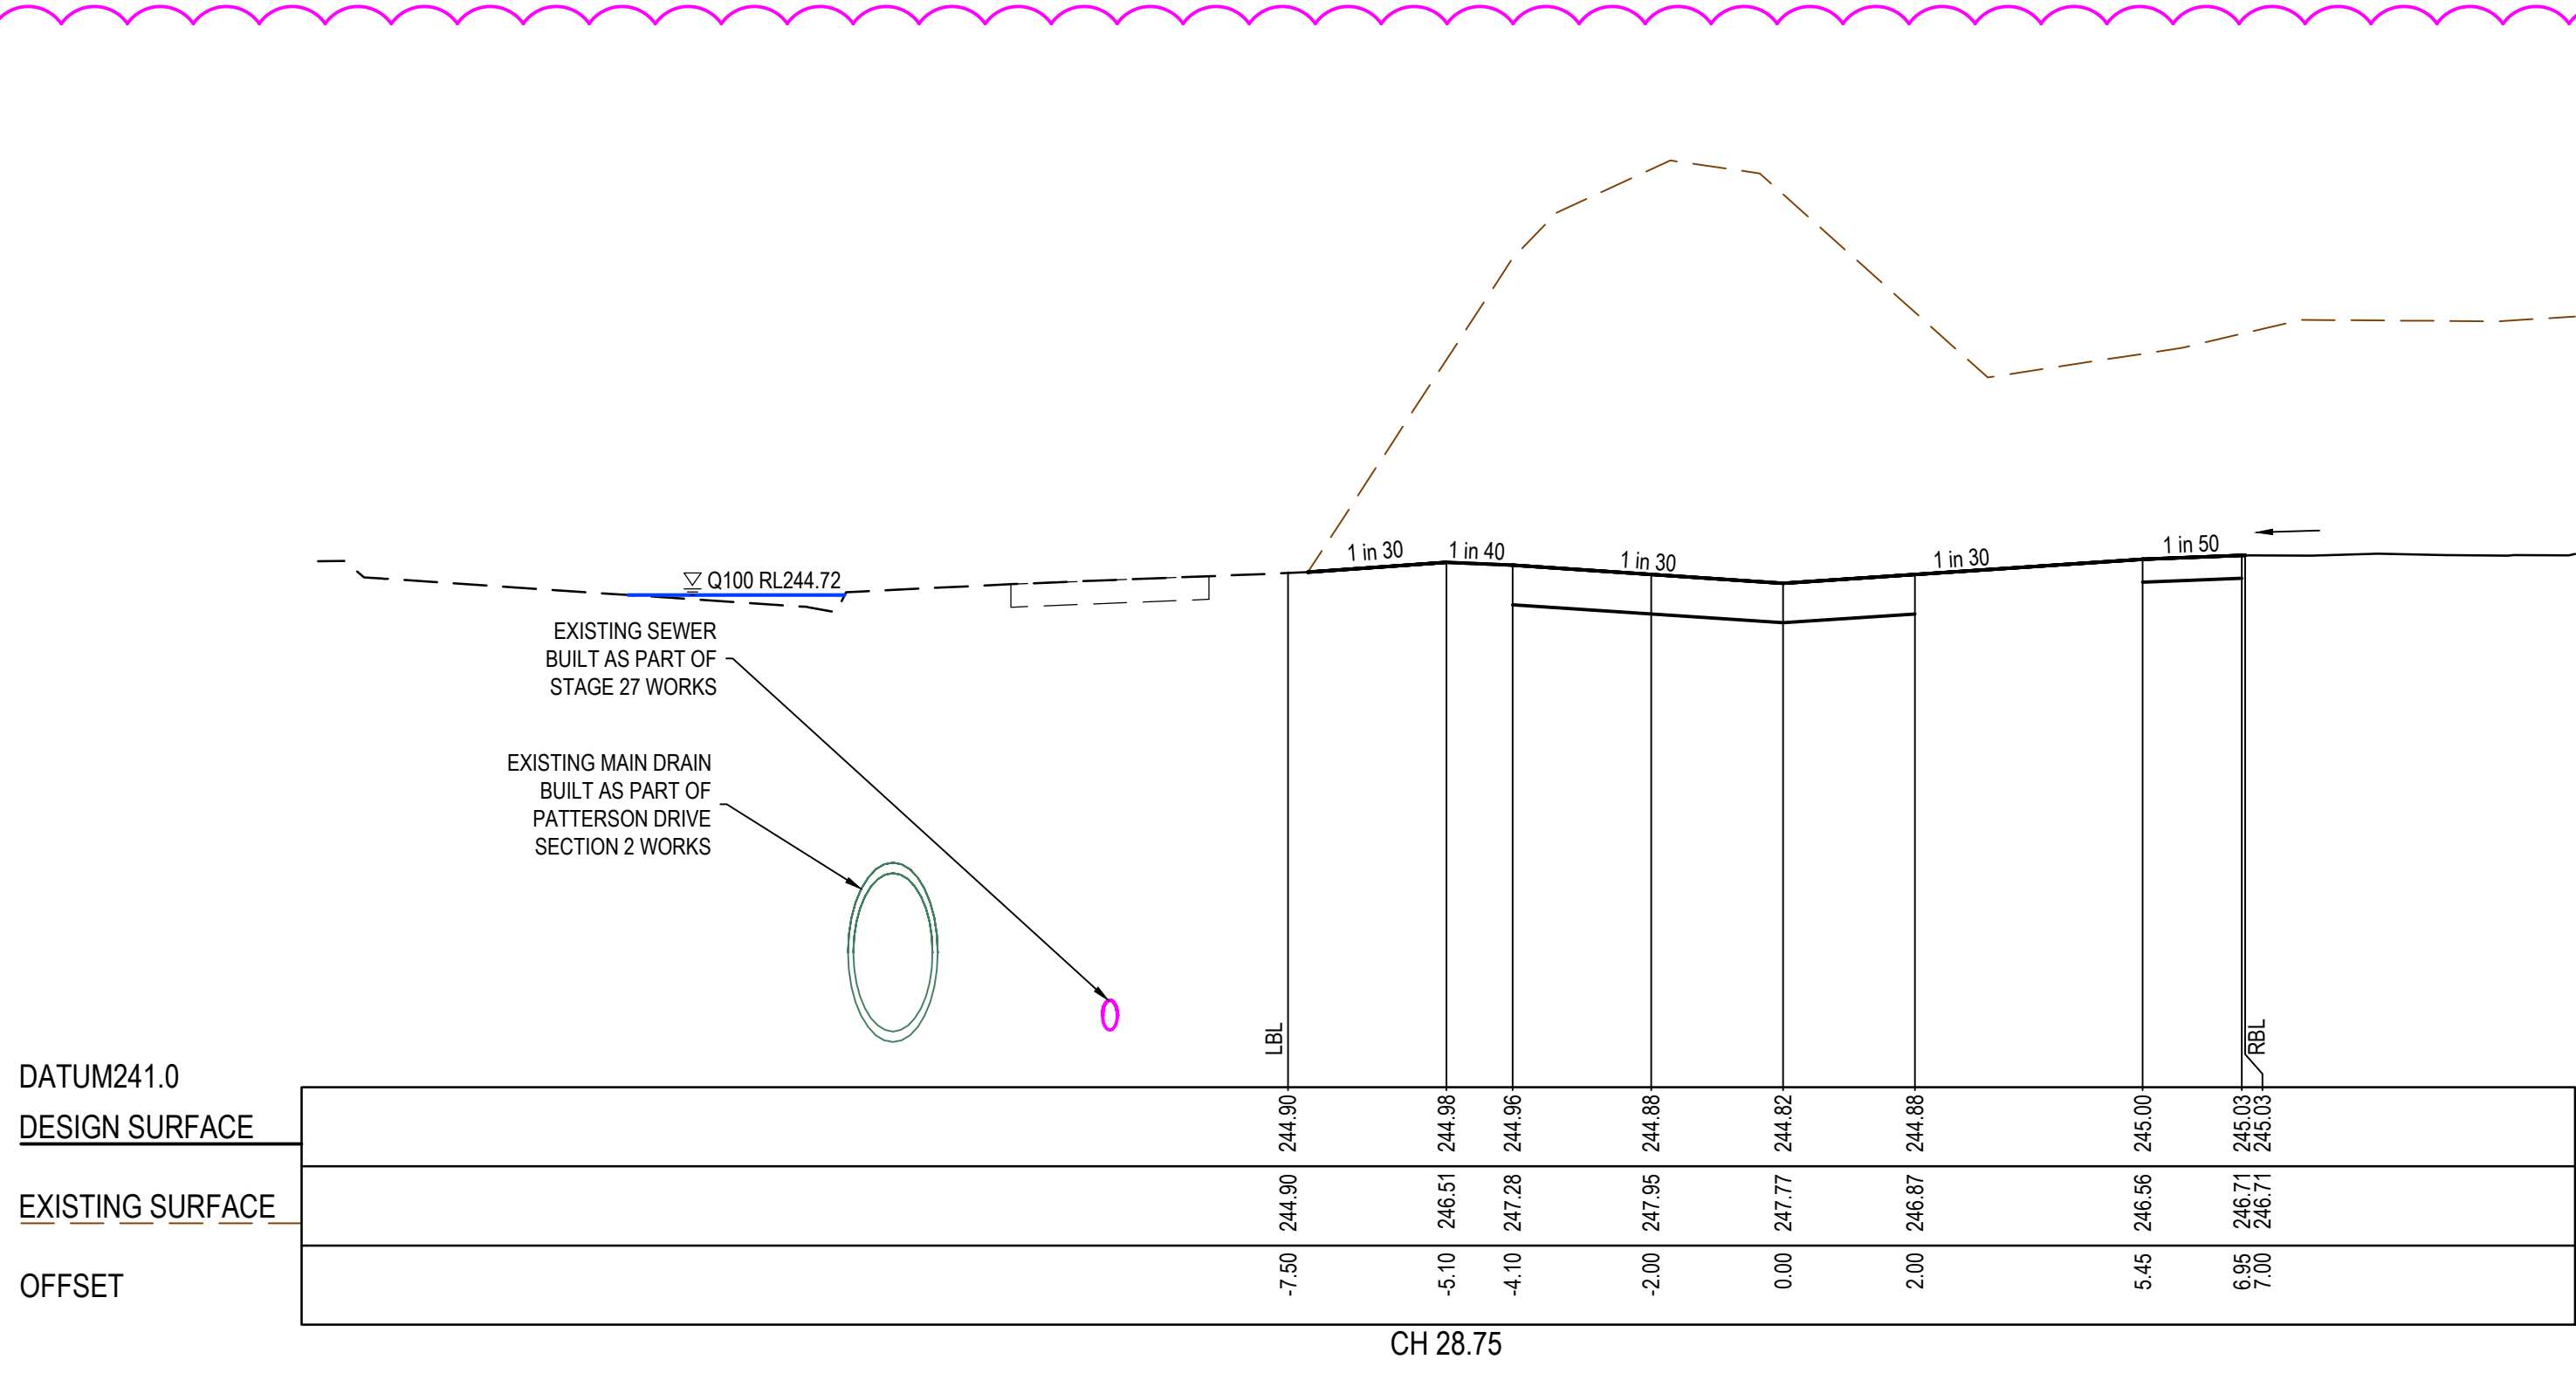 1 in 30
1 in 40
1 in 30
1 in 30
1 in 50
Q100 RL244.72
EXISTING SEWER
BUILT AS PART OF
STAGE 27 WORKS
EXISTING MAIN DRAIN
BUILT AS PART OF
PATTERSON DRIVE
SECTION 2 WORKS
LBL
RBL
DATUM241.0
DESIGN SURFACE 244.90 244.98 244.96 244.88 244.82 244.88 245.00 245.03 245.03
EXISTING SURFACE 244.90 246.51 247.28 247.95 247.77 246.87 246.56 246.71 246.71
OFFSET -7.50 -5.10 -4.10 -2.00 0.00 2.00 5.45 6.95 7.00
CH 28.75